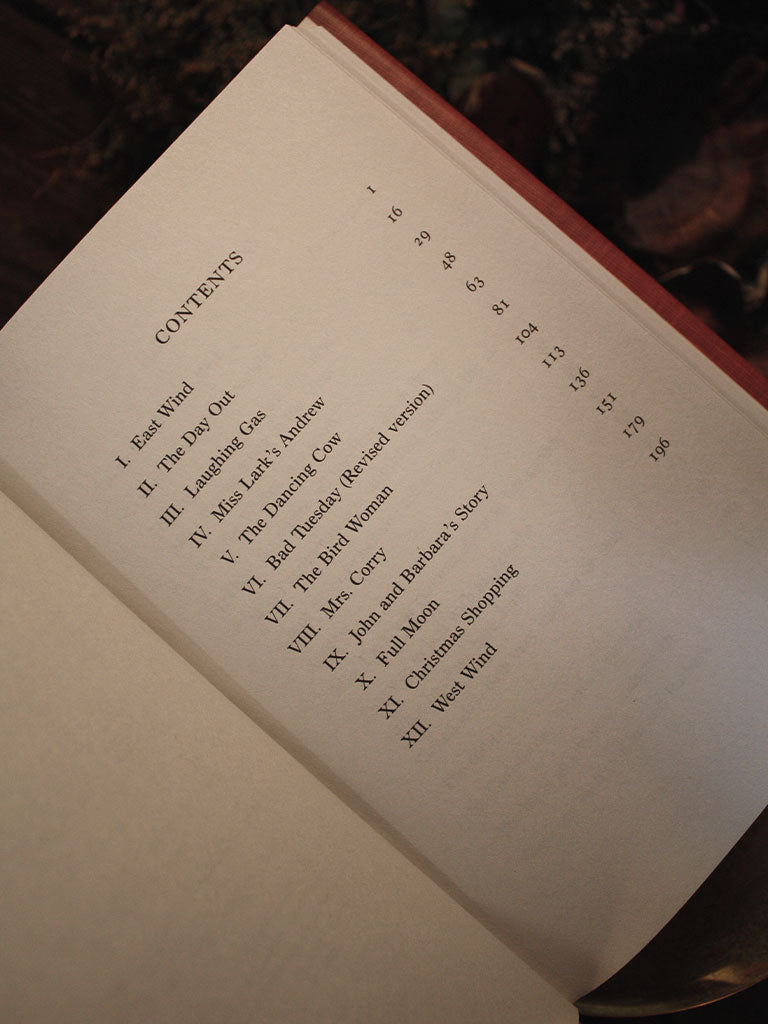 CONTENTS
I. East Wind 1
II. The Day Out 16
III. Laughing Gas 29
IV. Miss Lark's Andrew 48
V. The Dancing Cow 63
VI. Bad Tuesday (Revised version) 81
VII. The Bird Woman 104
VIII. Mrs. Corry 113
IX. John and Barbara's Story 136
X. Full Moon 151
XI. Christmas Shopping 179
XII. West Wind 196